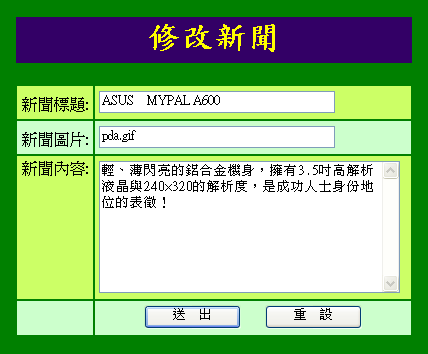 修改新聞
新聞標題: ASUS MYPAL A600
新聞圖片: pda.gif
新聞內容: 輕、薄閃亮的鋁合金機身，擁有3.5吋高解析
液晶與240x320的解析度，是成功人士身份地
位的表徵！
送 出 重 設